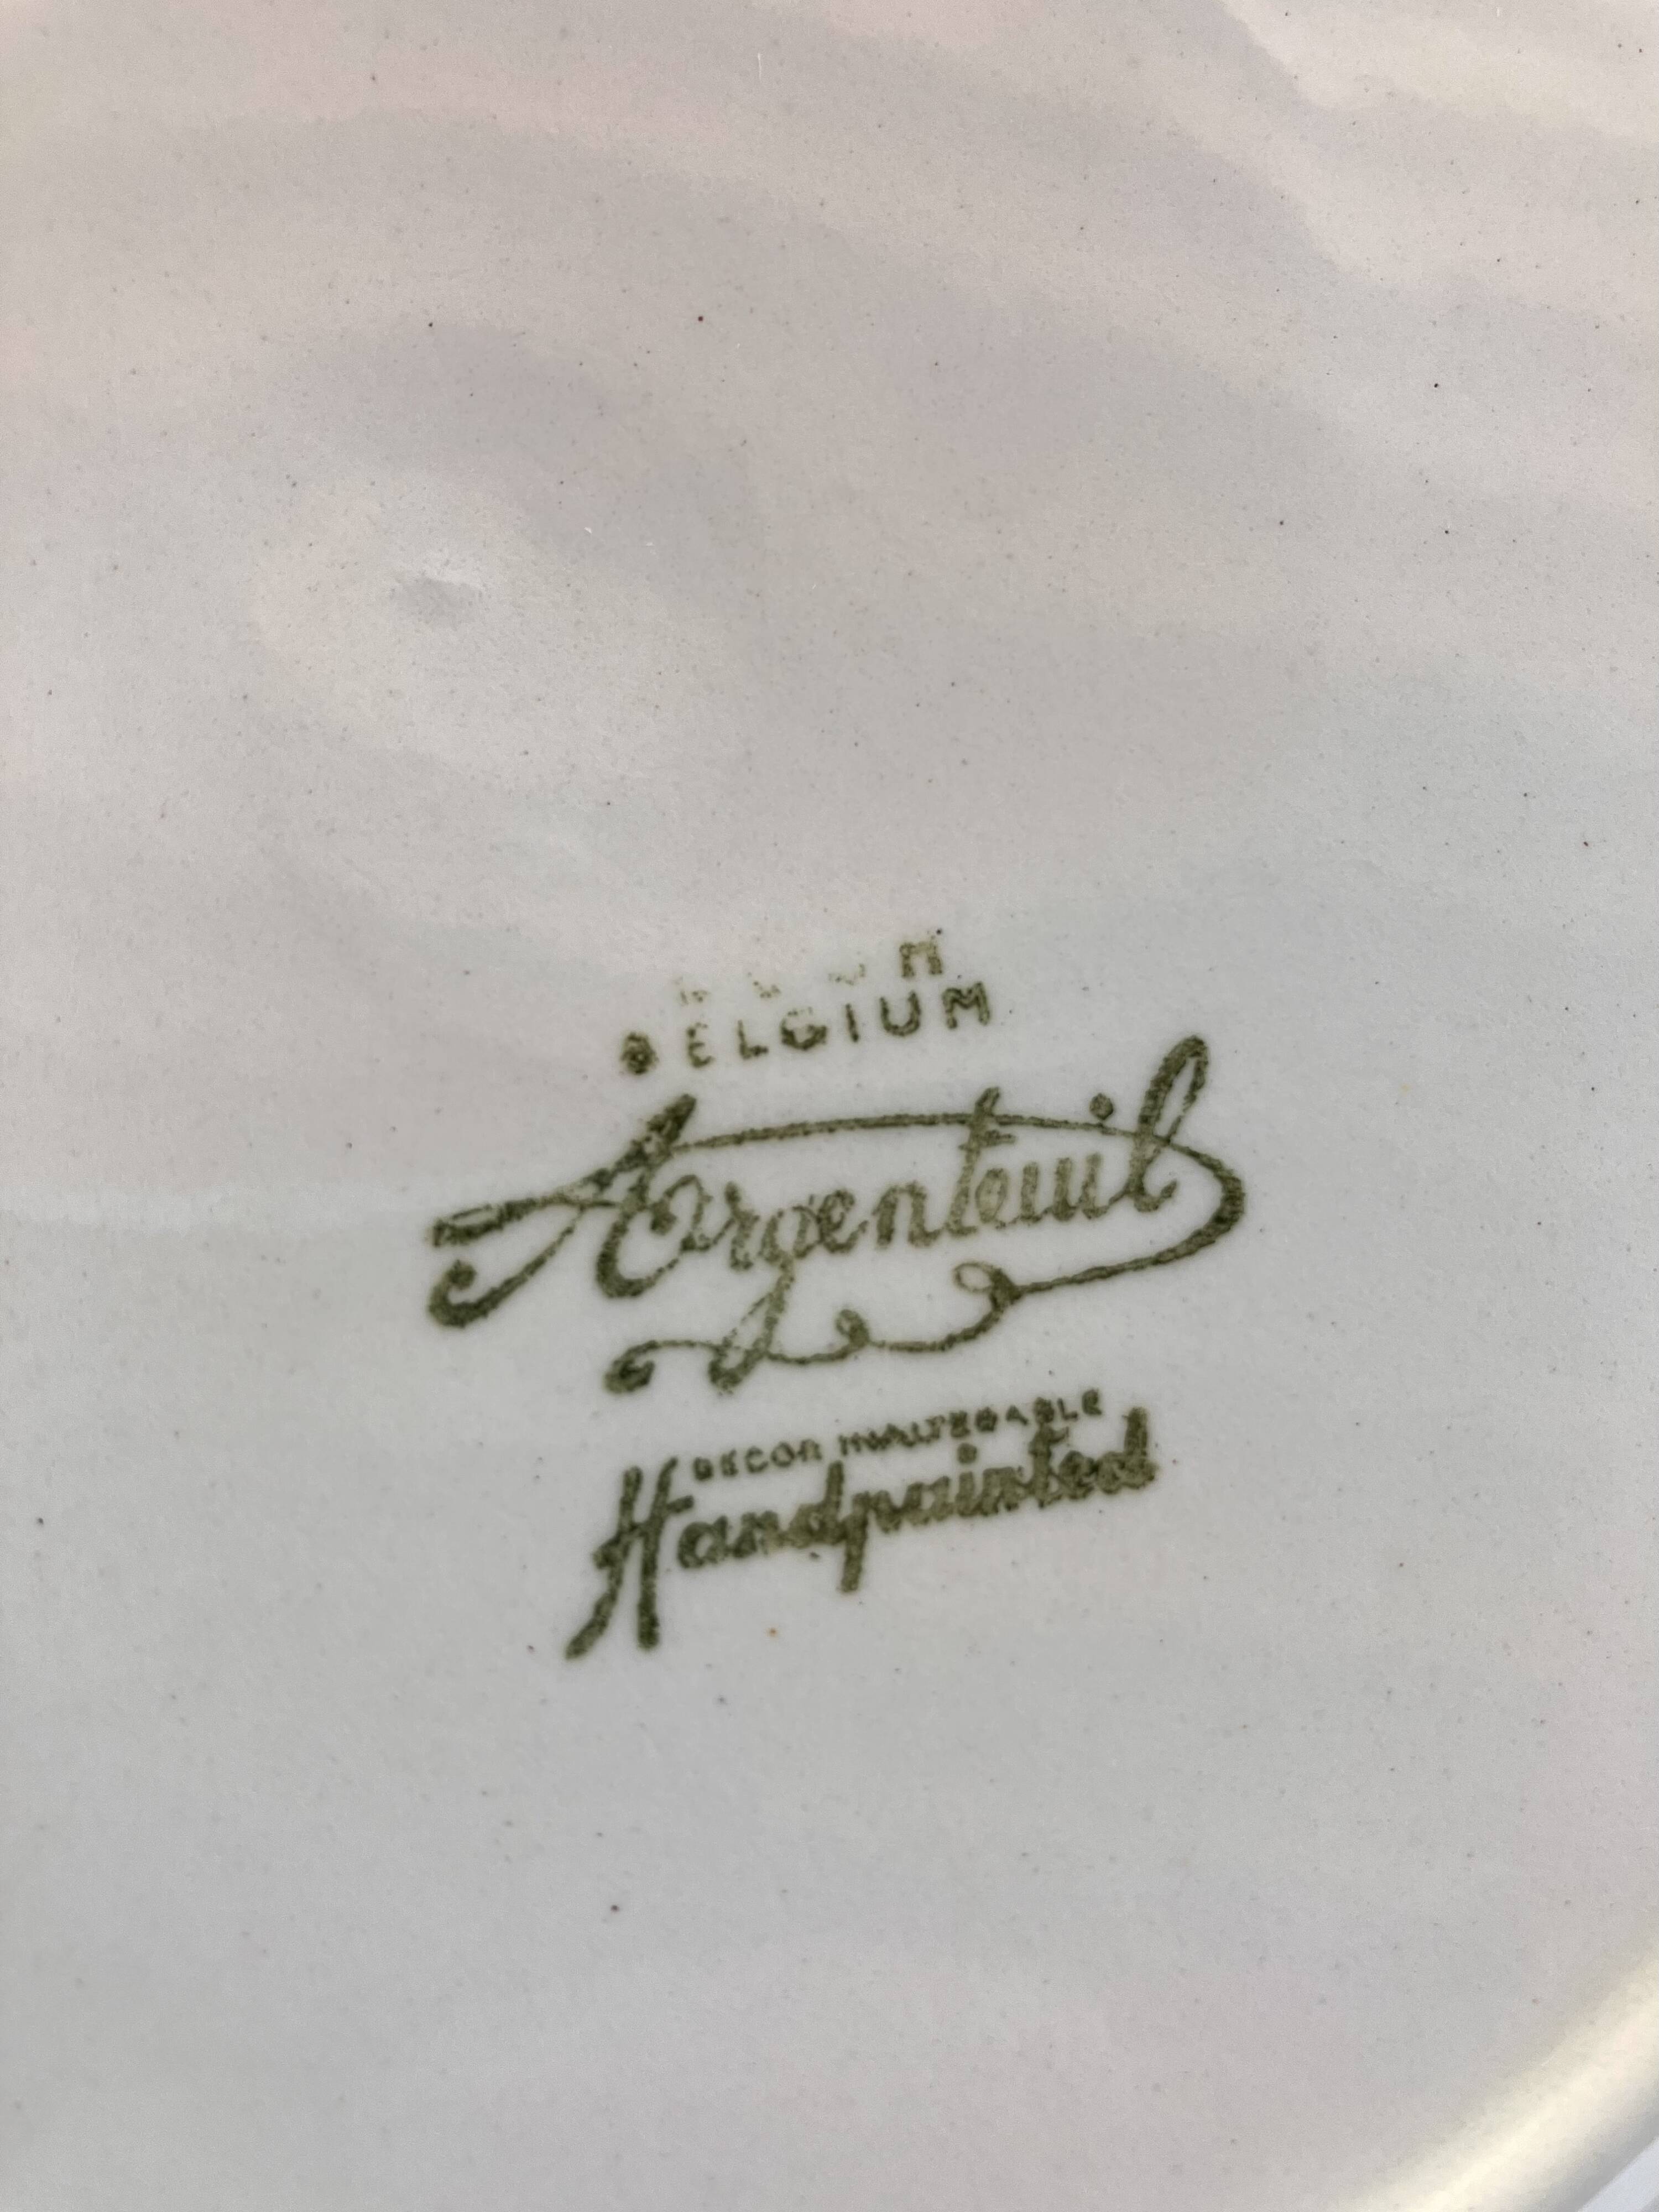 BELGIUM
Argenteuil
DECOR INALTERABLE
Handpainted